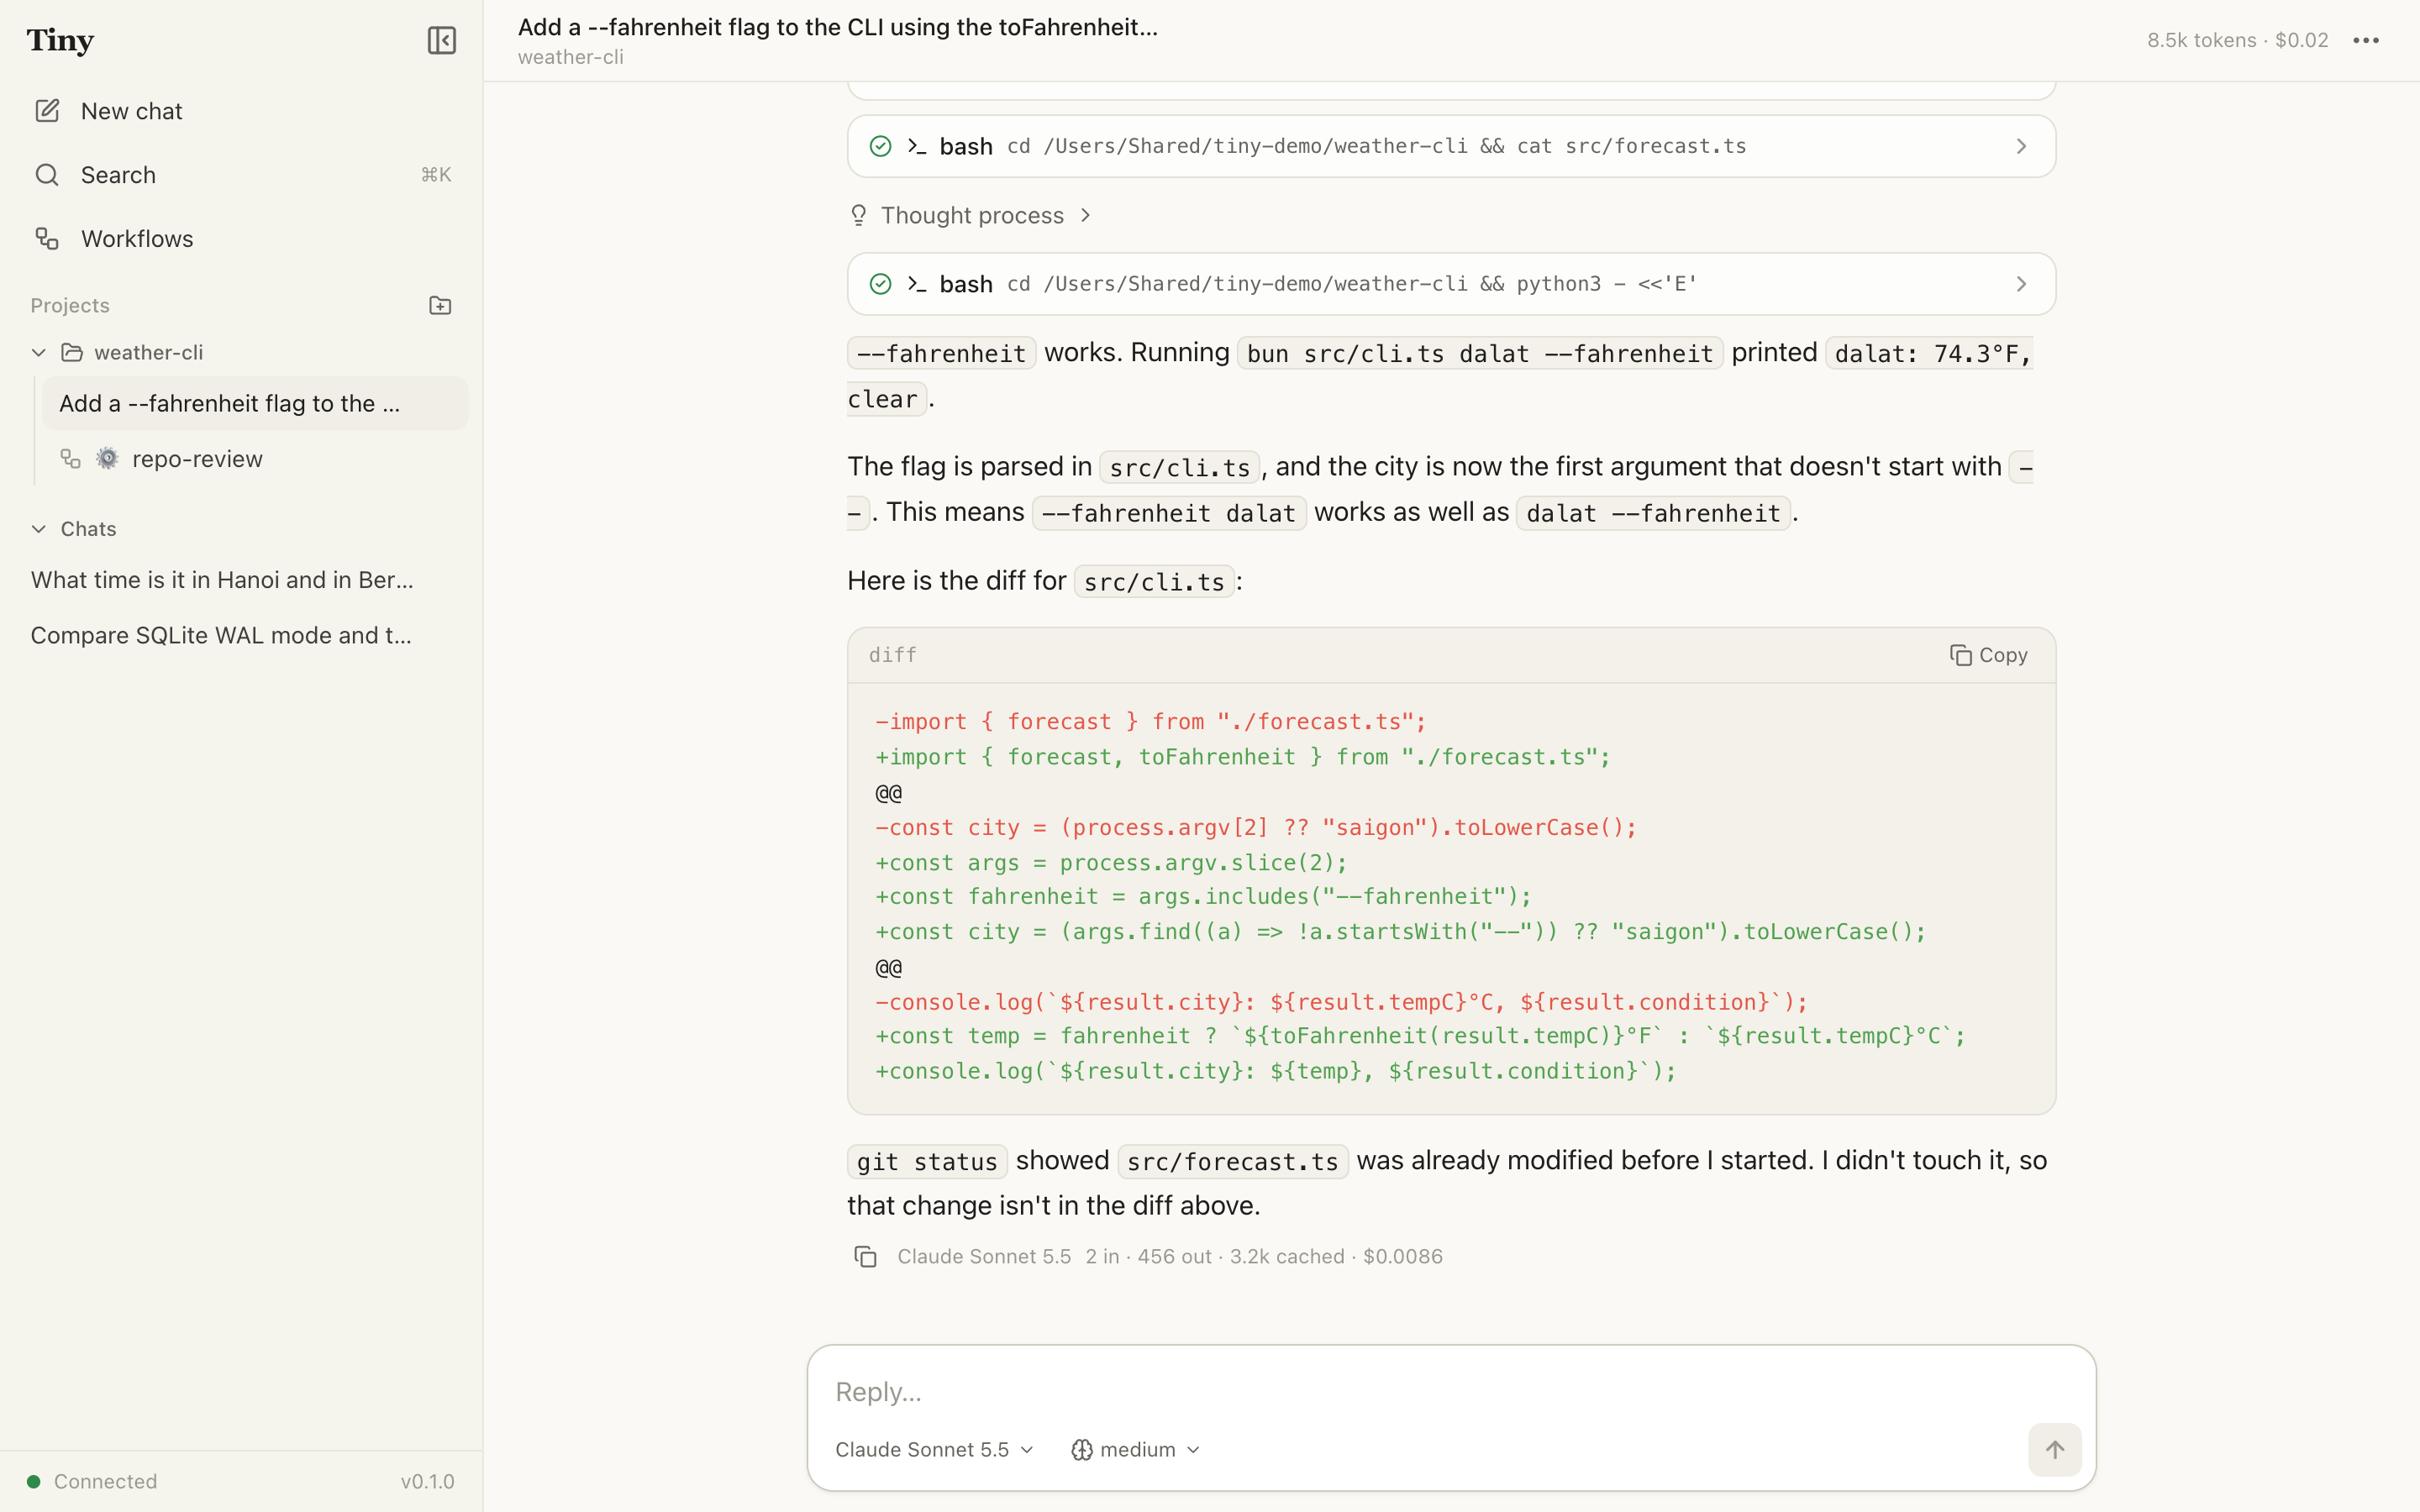 Tiny
New chat
Search ⌘K
Workflows
Projects
weather-cli
Add a --fahrenheit flag to the ...
repo-review
Chats
What time is it in Hanoi and in Ber...
Compare SQLite WAL mode and t...
Connected v0.1.0
Add a --fahrenheit flag to the CLI using the toFahrenheit...
weather-cli
8.5k tokens · $0.02
bash cd /Users/Shared/tiny-demo/weather-cli && cat src/forecast.ts
Thought process
bash cd /Users/Shared/tiny-demo/weather-cli && python3 - <<'E'
--fahrenheit works. Running bun src/cli.ts dalat --fahrenheit printed dalat: 74.3°F,
clear.
The flag is parsed in src/cli.ts, and the city is now the first argument that doesn't start with -
-. This means --fahrenheit dalat works as well as dalat --fahrenheit.
Here is the diff for src/cli.ts:
diff Copy
-import { forecast } from "./forecast.ts";
+import { forecast, toFahrenheit } from "./forecast.ts";
@@
-const city = (process.argv[2] ?? "saigon").toLowerCase();
+const args = process.argv.slice(2);
+const fahrenheit = args.includes("--fahrenheit");
+const city = (args.find((a) => !a.startsWith("--")) ?? "saigon").toLowerCase();
@@
-console.log(`${result.city}: ${result.tempC}°C, ${result.condition}`);
+const temp = fahrenheit ? `${toFahrenheit(result.tempC)}°F` : `${result.tempC}°C`;
+console.log(`${result.city}: ${temp}, ${result.condition}`);
git status showed src/forecast.ts was already modified before I started. I didn't touch it, so
that change isn't in the diff above.
Claude Sonnet 5.5 2 in · 456 out · 3.2k cached · $0.0086
Reply...
Claude Sonnet 5.5 medium